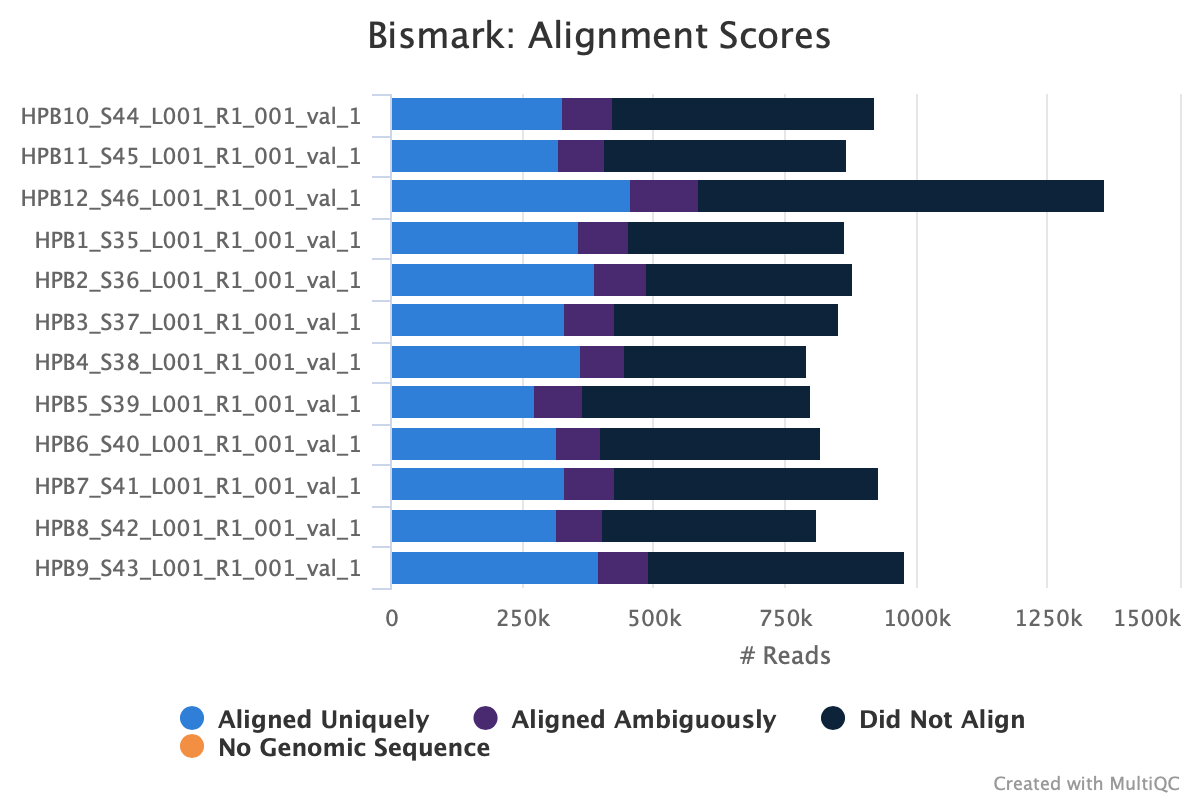 Bismark: Alignment Scores
HPB10_S44_L001_R1_001_val_1
HPB11_S45_L001_R1_001_val_1
HPB12_S46_L001_R1_001_val_1
HPB1_S35_L001_R1_001_val_1
HPB2_S36_L001_R1_001_val_1
HPB3_S37_L001_R1_001_val_1
HPB4_S38_L001_R1_001_val_1
HPB5_S39_L001_R1_001_val_1
HPB6_S40_L001_R1_001_val_1
HPB7_S41_L001_R1_001_val_1
HPB8_S42_L001_R1_001_val_1
HPB9_S43_L001_R1_001_val_1
0 250k 500k 750k 1000k 1250k 1500k
# Reads
Aligned Uniquely Aligned Ambiguously Did Not Align
No Genomic Sequence
Created with MultiQC